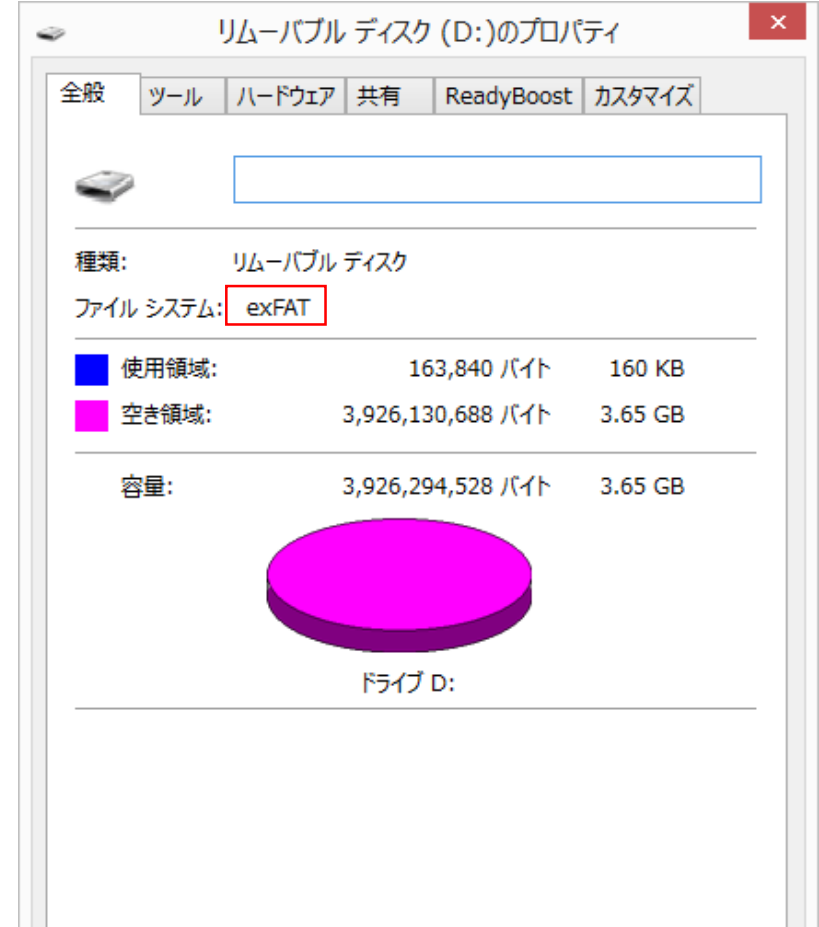 リムーバブル ディスク (D:)のプロパティ
×
全般 ツール ハードウェア 共有 ReadyBoost カスタマイズ
種類: リムーバブル ディスク
ファイル システム: exFAT
使用領域: 163,840 バイト 160 KB
空き領域: 3,926,130,688 バイト 3.65 GB
容量: 3,926,294,528 バイト 3.65 GB
ドライブ D: